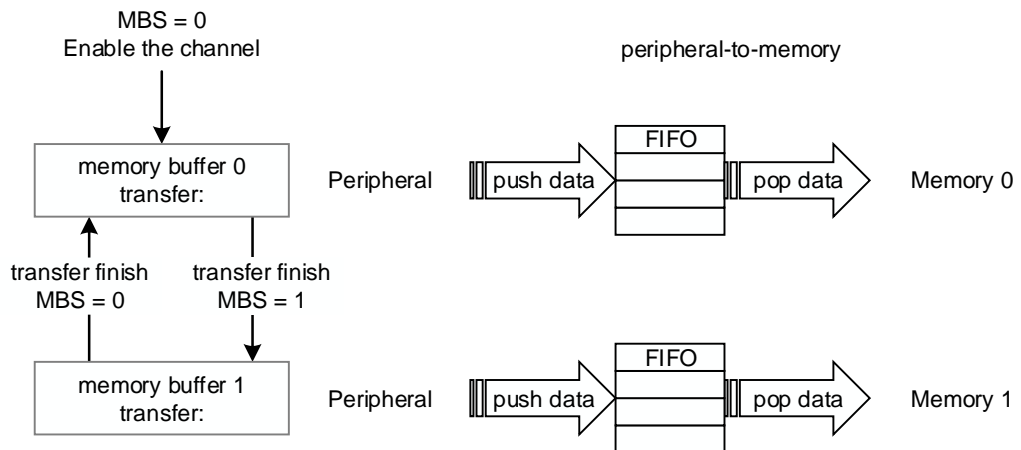 MBS = 0
Enable the channel
peripheral-to-memory
memory buffer 0
transfer:
Peripheral
push data
FIFO
pop data
Memory 0
transfer finish
MBS = 0
transfer finish
MBS = 1
memory buffer 1
transfer:
Peripheral
push data
FIFO
pop data
Memory 1